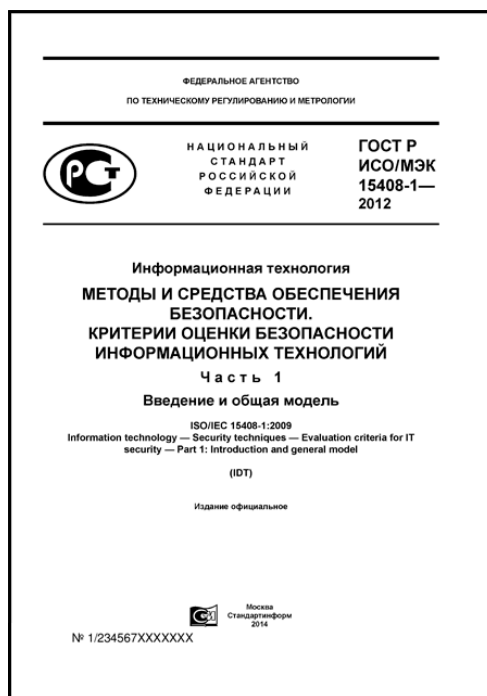 ФЕДЕРАЛЬНОЕ АГЕНТСТВО
ПО ТЕХНИЧЕСКОМУ РЕГУЛИРОВАНИЮ И МЕТРОЛОГИИ
РСТ
НАЦИОНАЛЬНЫЙ
СТАНДАРТ
РОССИЙСКОЙ
ФЕДЕРАЦИИ
ГОСТ Р
ИСО/МЭК
15408-1—
2012
Информационная технология
МЕТОДЫ И СРЕДСТВА ОБЕСПЕЧЕНИЯ
БЕЗОПАСНОСТИ.
КРИТЕРИИ ОЦЕНКИ БЕЗОПАСНОСТИ
ИНФОРМАЦИОННЫХ ТЕХНОЛОГИЙ
Часть 1
Введение и общая модель
ISO/IEC 15408-1:2009
Information technology — Security techniques — Evaluation criteria for IT
security — Part 1: Introduction and general model
(IDT)
Издание официальное
Москва
Стандартинформ
2014
№ 1/234567XXXXXXX